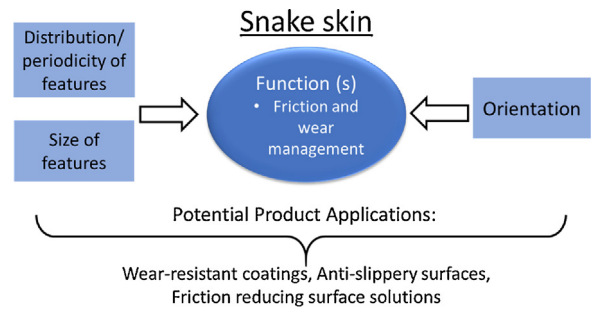 Snake skin
Distribution/
periodicity of
features
Size of
features
Function (s)
• Friction and
wear
management
Orientation
Potential Product Applications:
Wear-resistant coatings, Anti-slippery surfaces,
Friction reducing surface solutions